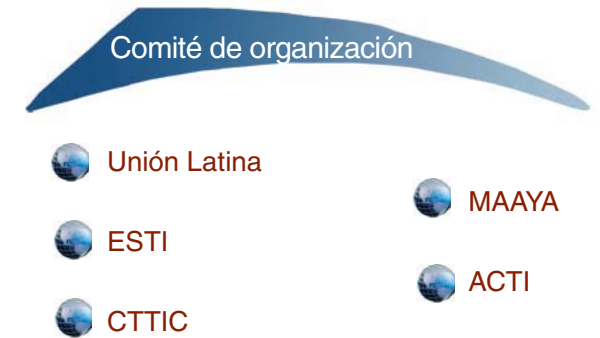 Comité de organización
Unión Latina
ESTI
CTTIC
MAAYA
ACTI